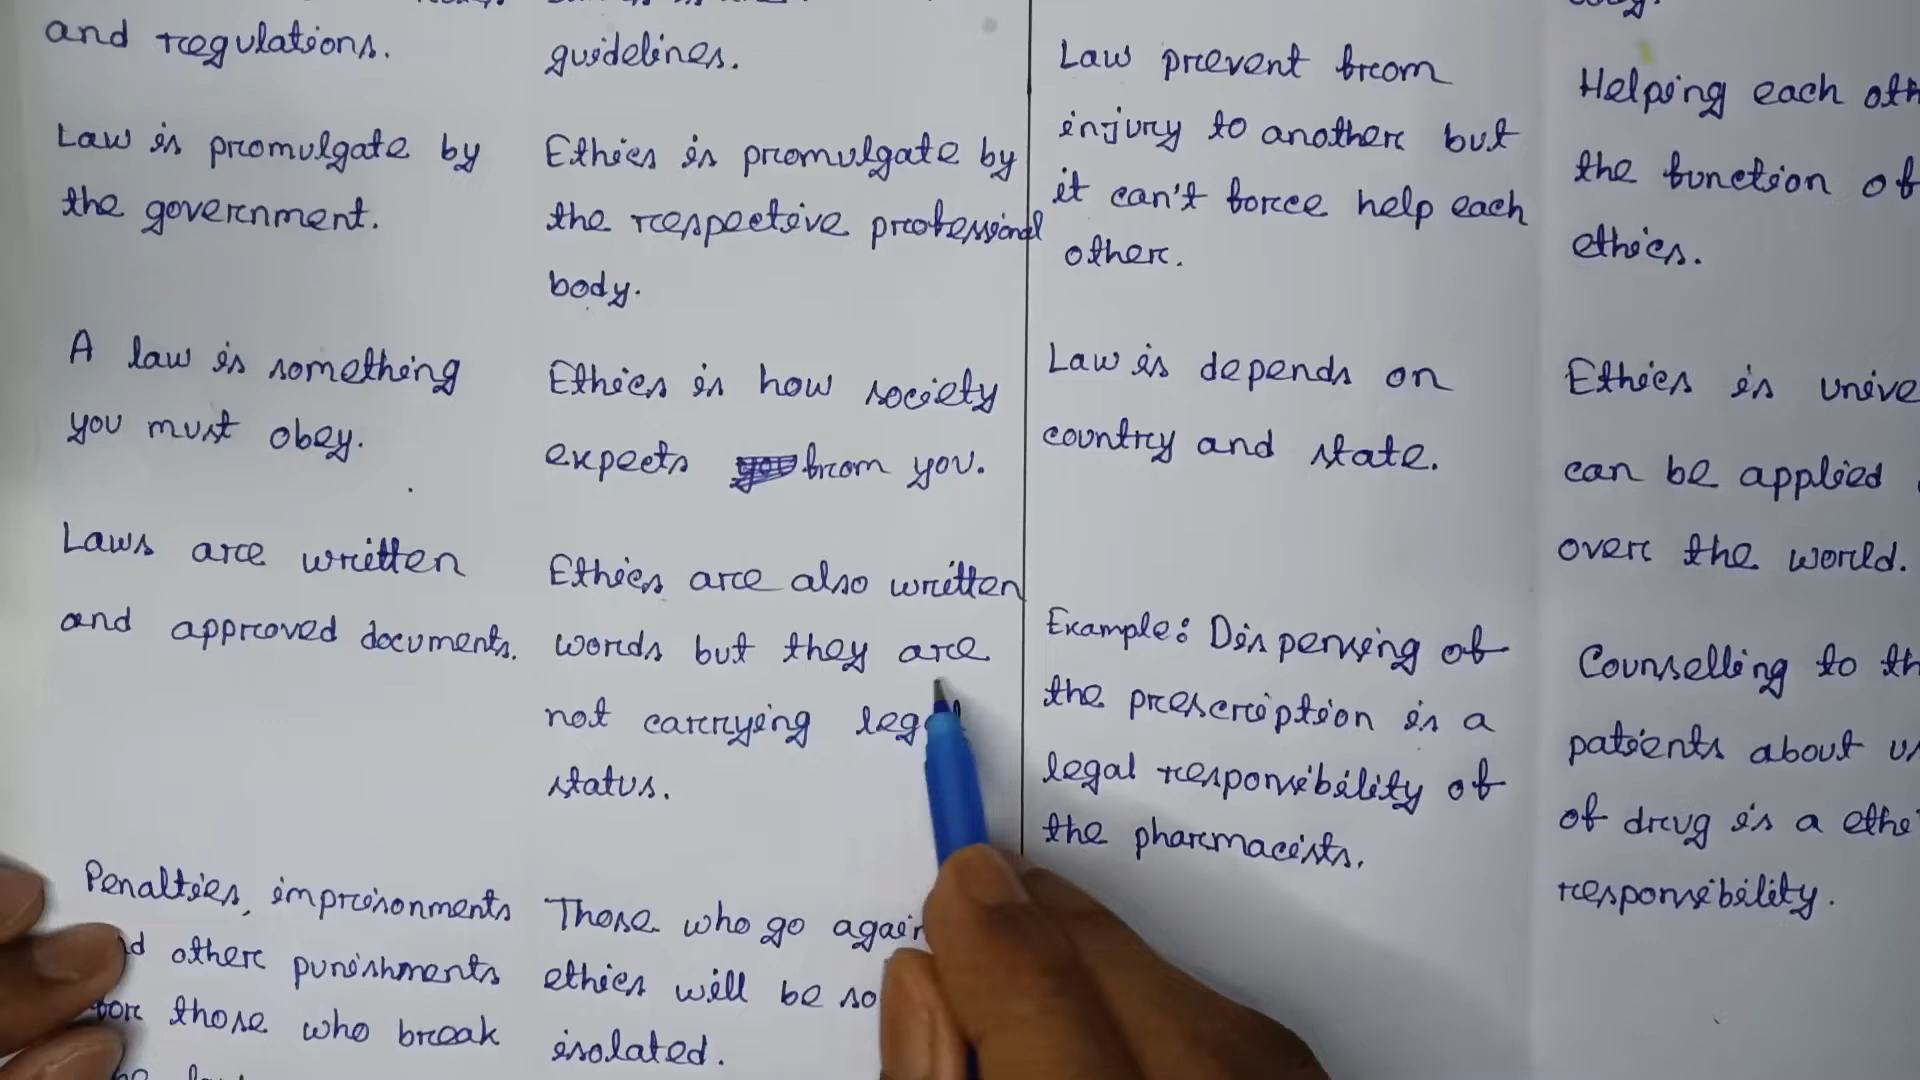 and regulations.
Law is promulgate by
the government.
A law is something
you must obey.
Laws are written
and approved documents.
Penalties, imprisonments
other punishments
those who break
guidelines.
Ethics is promulgate by
the respective professional
body.
Ethics is how society
expects from you.
Ethics are also written
words but they are
not carrying legal
status.
Those who go
ethics will be
isolated.
Law prevent from
injury to another but
it can't force help each
other.
Law is depends on
country and state.
Example: Dispensing of
the prescription is a
legal responsibility of
the pharmacists.
Helping each
the function of
ethics.
Ethics is
can be applied
over the world.
Counselling to
patients about
of drug is a
responsibility.